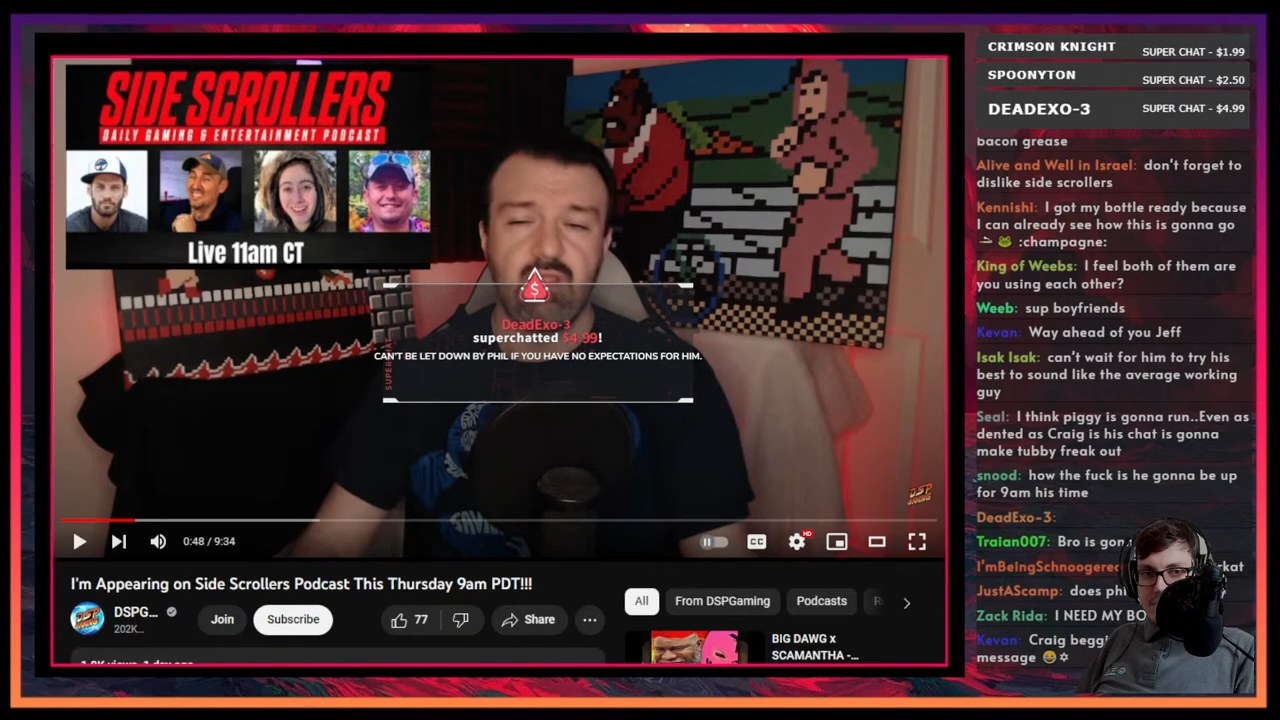 SIDE SCROLLERS
DAILY GAMING & ENTERTAINMENT PODCAST
Live 11am CT
$
DeadExo-3
superchatted $4.99!
CAN'T BE LET DOWN BY PHIL IF YOU HAVE NO EXPECTATIONS FOR HIM.
DSP
GAMING
0:48 / 9:34
CC
HD
I'm Appearing on Side Scrollers Podcast This Thursday 9am PDT!!!
DSPG...
202K...
Join
Subscribe
77
Share
All
From DSPGaming
Podcasts
BIG DAWG x
SCAMANTHA -...
CRIMSON KNIGHT SUPER CHAT - $1.99
SPOONYTON SUPER CHAT - $2.50
DEADEXO-3 SUPER CHAT - $4.99
bacon grease
Alive and Well in Israel: don't forget to
dislike side scrollers
Kennishi: I got my bottle ready because
I can already see how this is gonna go
:champagne:
King of Weebs: I feel both of them are
you using each other?
Weeb: sup boyfriends
Kevan: Way ahead of you Jeff
Isak Isak: can't wait for him to try his
best to sound like the average working
guy
Seal: I think piggy is gonna run..Even as
dented as Craig is his chat is gonna
make tubby freak out
snood: how the fuck is he gonna be up
for 9am his time
DeadExo-3:
Traian007: Bro is gon
I'mBeingSchnoogered
JustAScamp: does phi
Zack Rida: I NEED MY BO
Kevan: Craig begg
message